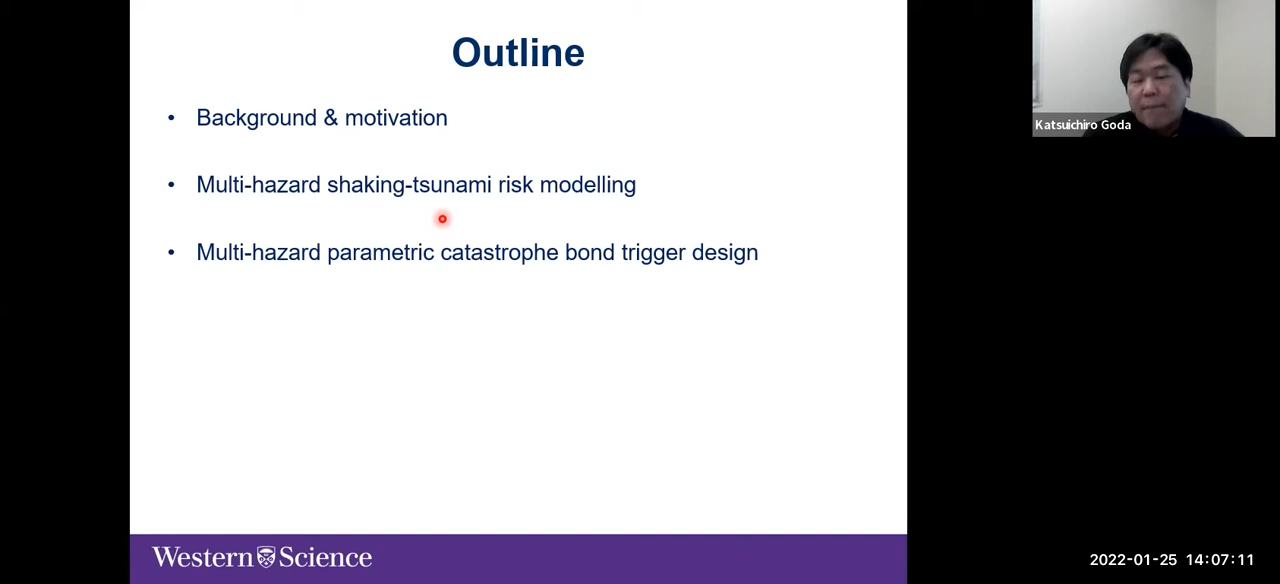 Outline
• Background & motivation
• Multi-hazard shaking-tsunami risk modelling
• Multi-hazard parametric catastrophe bond trigger design
Western Science
Katsuichiro Goda
2022-01-25 14:07:11